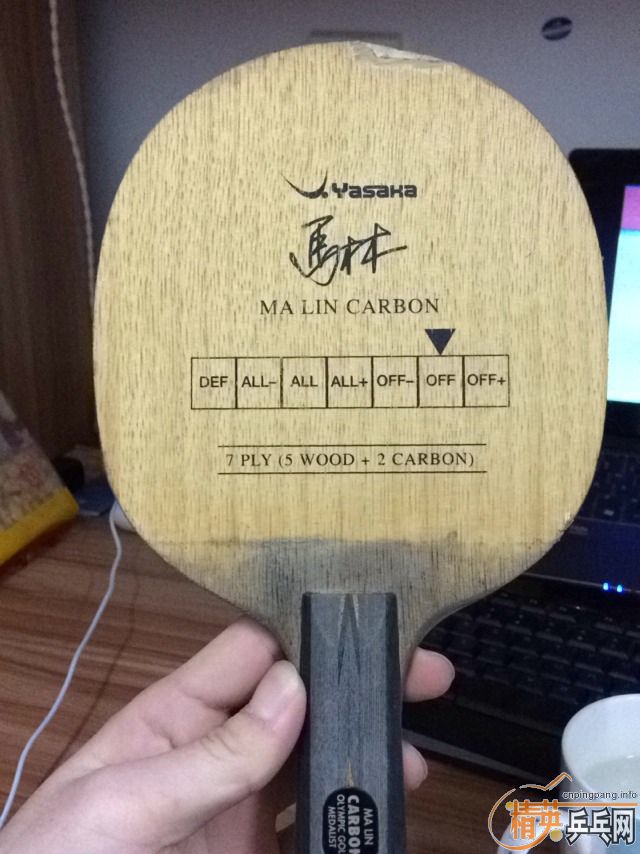 Yasaka
馬林
MA LIN CARBON
DEF ALL- ALL ALL+ OFF- OFF OFF+
7 PLY (5 WOOD + 2 CARBON)
MA LIN
CARBON
OLYMPIC GOLD
MEDALIST
cnpingpang.info
精英乒乓网